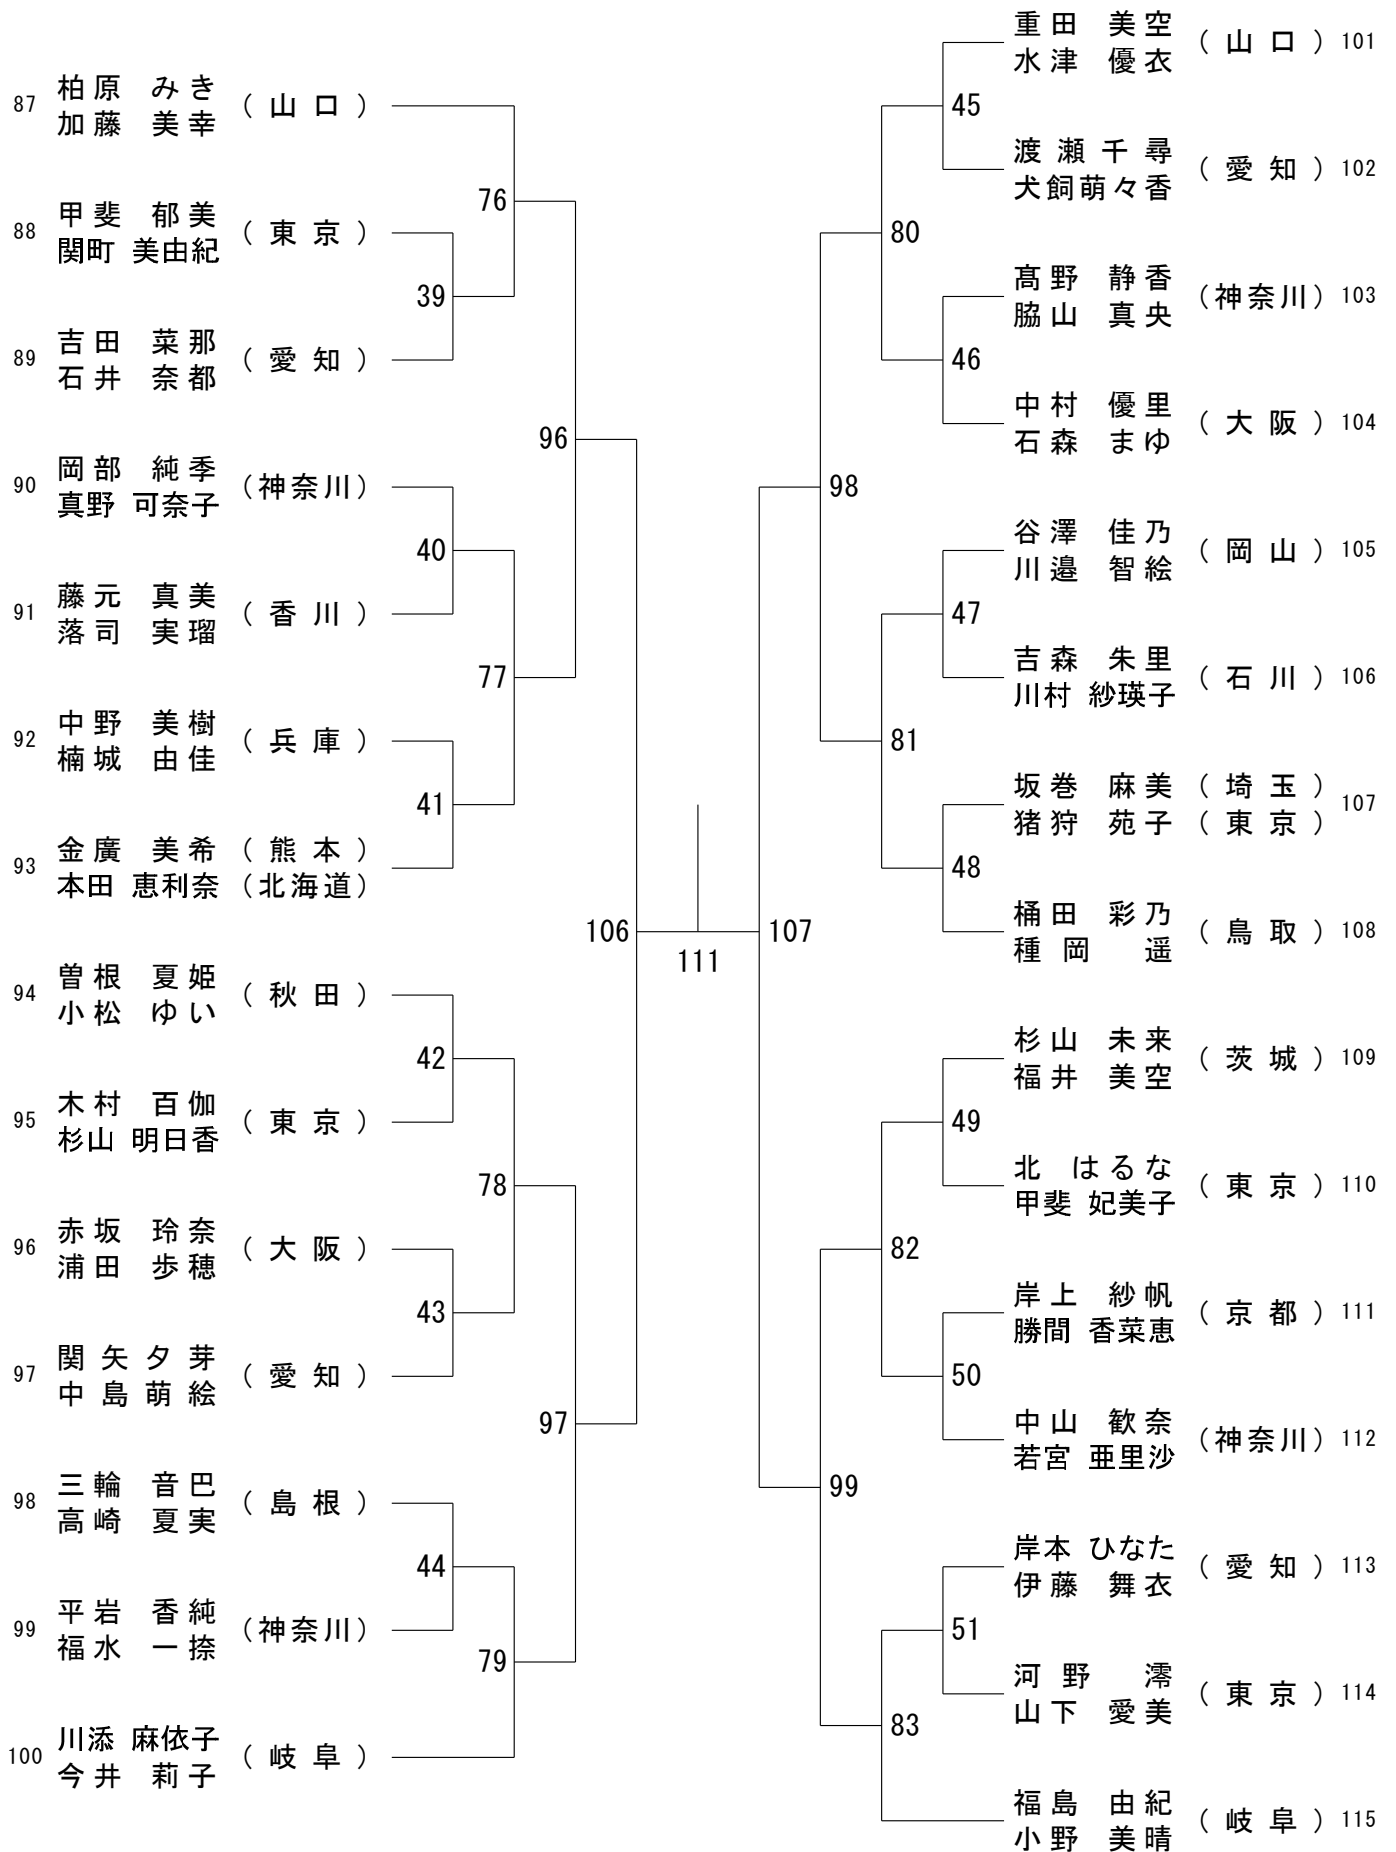 87 柏原 みき (山口)
加藤 美幸
88 甲斐 郁美 (東京)
関町 美由紀
89 吉田 菜那 (愛知)
石井 奈都
90 岡部 純季 (神奈川)
真野 可奈子
91 藤元 真美 (香川)
落司 実瑠
92 中野 美樹 (兵庫)
楠城 由佳
93 金廣 美希 (熊本)
本田 恵利奈 (北海道)
94 曽根 夏姫 (秋田)
小松 ゆい
95 木村 百伽 (東京)
杉山 明日香
96 赤坂 玲奈 (大阪)
浦田 歩穂
97 関矢夕芽 (愛知)
中島萌絵
98 三輪 音巴 (島根)
高崎 夏実
99 平岩 香純 (神奈川)
福水 一捺
100 川添 麻依子 (岐阜)
今井 莉子
76
39
96
40
77
41
106
42
78
43
97
44
79
111
107
45
80
46
98
47
81
48
49
82
50
99
51
83
重田 美空 (山口) 101
水津 優衣
渡瀬千尋 (愛知) 102
犬飼萌々香
髙野 静香 (神奈川) 103
脇山 真央
中村 優里 (大阪) 104
石森 まゆ
谷澤 佳乃 (岡山) 105
川邉 智絵
吉森 朱里 (石川) 106
川村 紗瑛子
坂巻 麻美 (埼玉) 107
猪狩 苑子 (東京)
桶田 彩乃 (鳥取) 108
種岡 遥
杉山 未来 (茨城) 109
福井 美空
北 はるな (東京) 110
甲斐 妃美子
岸上 紗帆 (京都) 111
勝間 香菜恵
中山 歓奈 (神奈川) 112
若宮 亜里沙
岸本 ひなた (愛知) 113
伊藤 舞衣
河野 澪 (東京) 114
山下 愛美
福島 由紀 (岐阜) 115
小野 美晴